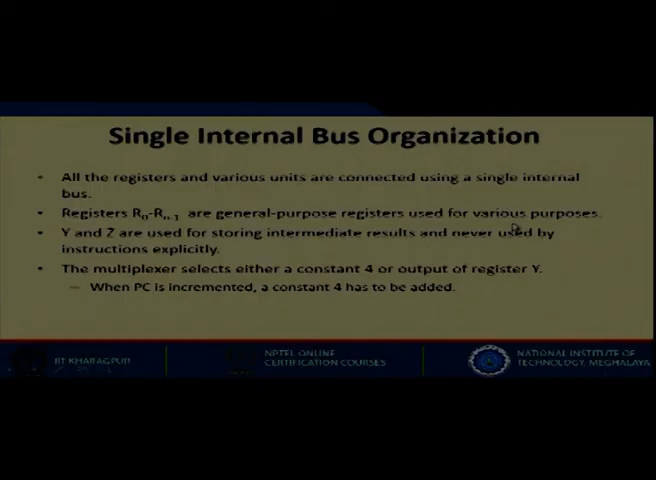 Single Internal Bus Organization
• All the registers and various units are connected using a single internal
bus.
• Registers R0-Rn-1 are general-purpose registers used for various purposes.
• Y and Z are used for storing intermediate results and never used by
instructions explicitly.
• The multiplexer selects either a constant 4 or output of register Y.
– When PC is incremented, a constant 4 has to be added.
IIT KHARAGPUR
NPTEL ONLINE
CERTIFICATION COURSES
NATIONAL INSTITUTE OF
TECHNOLOGY, MEGHALAYA